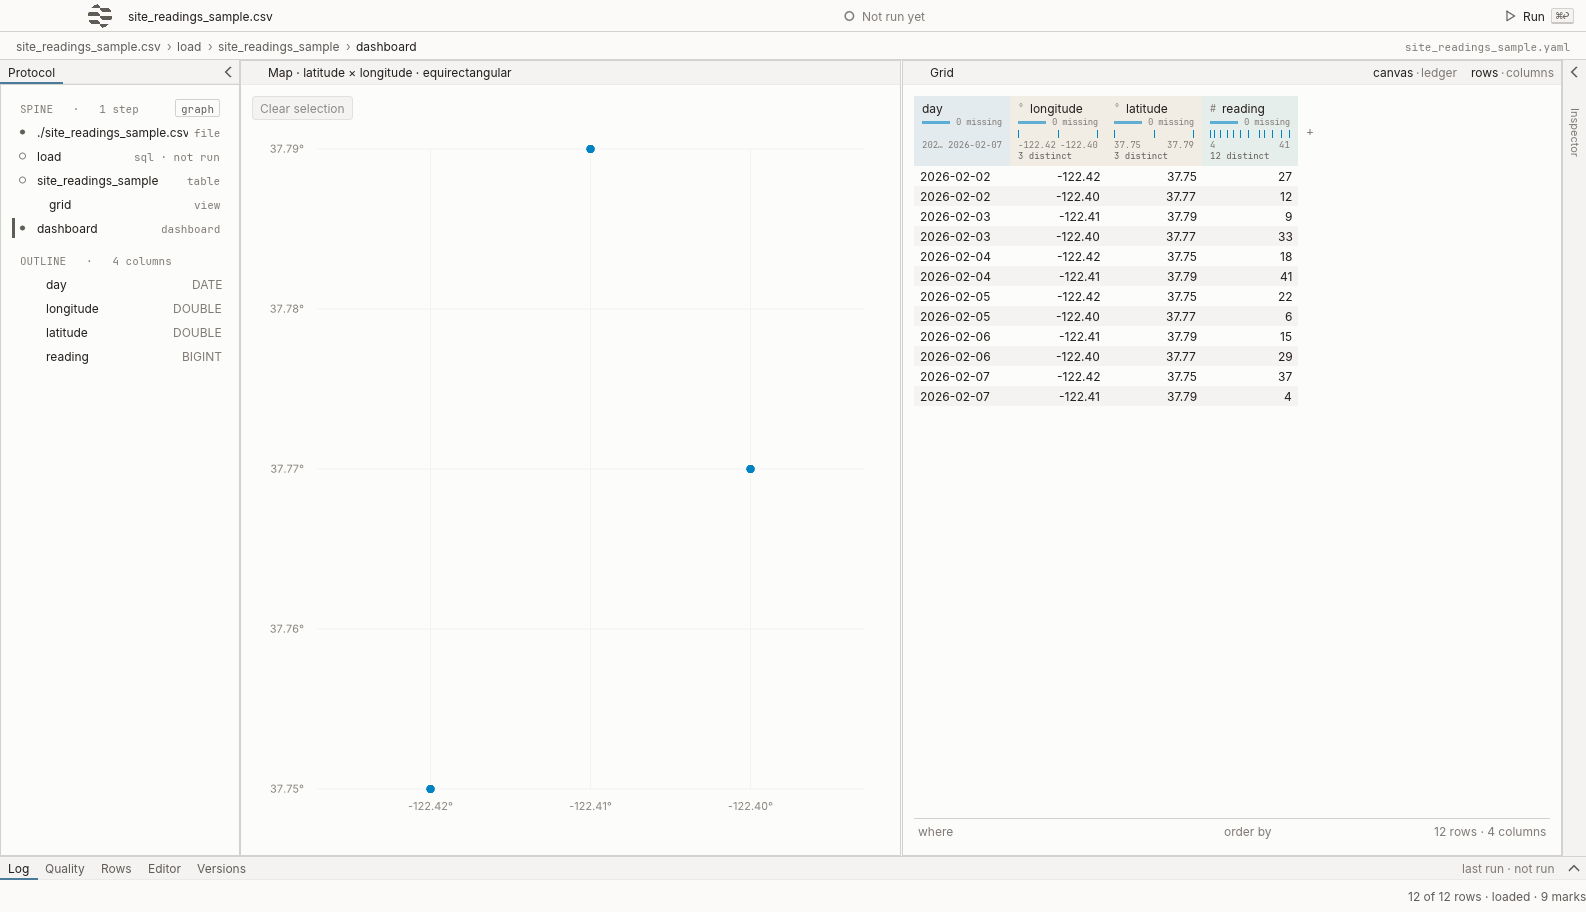 site_readings_sample.csv
Not run yet
Run ⌘⏎
site_readings_sample.csv › load › site_readings_sample › dashboard
site_readings_sample.yaml
Protocol
SPINE · 1 step graph
./site_readings_sample.csv file
load sql · not run
site_readings_sample table
grid view
dashboard dashboard
OUTLINE · 4 columns
day DATE
longitude DOUBLE
latitude DOUBLE
reading BIGINT
Map · latitude × longitude · equirectangular
Clear selection
37.79°
37.78°
37.77°
37.76°
37.75°
-122.42° -122.41° -122.40°
Grid
canvas · ledger rows · columns
day ° longitude ° latitude # reading
0 missing 0 missing 0 missing 0 missing
202… 2026-02-07 -122.42 -122.40 37.75 37.79 4 41
3 distinct 3 distinct 12 distinct
+
2026-02-02 -122.42 37.75 27
2026-02-02 -122.40 37.77 12
2026-02-03 -122.41 37.79 9
2026-02-03 -122.40 37.77 33
2026-02-04 -122.42 37.75 18
2026-02-04 -122.41 37.79 41
2026-02-05 -122.42 37.75 22
2026-02-05 -122.40 37.77 6
2026-02-06 -122.41 37.79 15
2026-02-06 -122.40 37.77 29
2026-02-07 -122.42 37.75 37
2026-02-07 -122.41 37.79 4
where order by 12 rows · 4 columns
Inspector
Log Quality Rows Editor Versions
last run · not run
12 of 12 rows · loaded · 9 marks